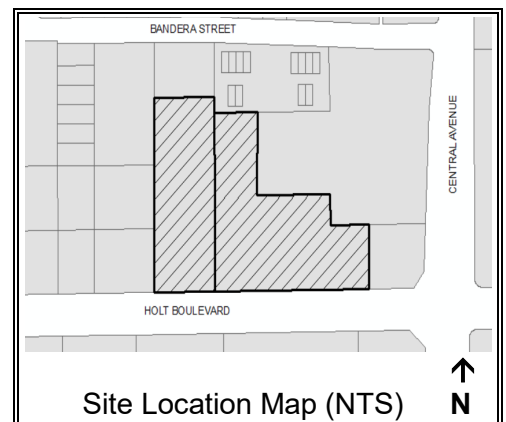 BANDERA STREET
CENTRAL AVENUE
HOLT BOULEVARD
Site Location Map (NTS)
N